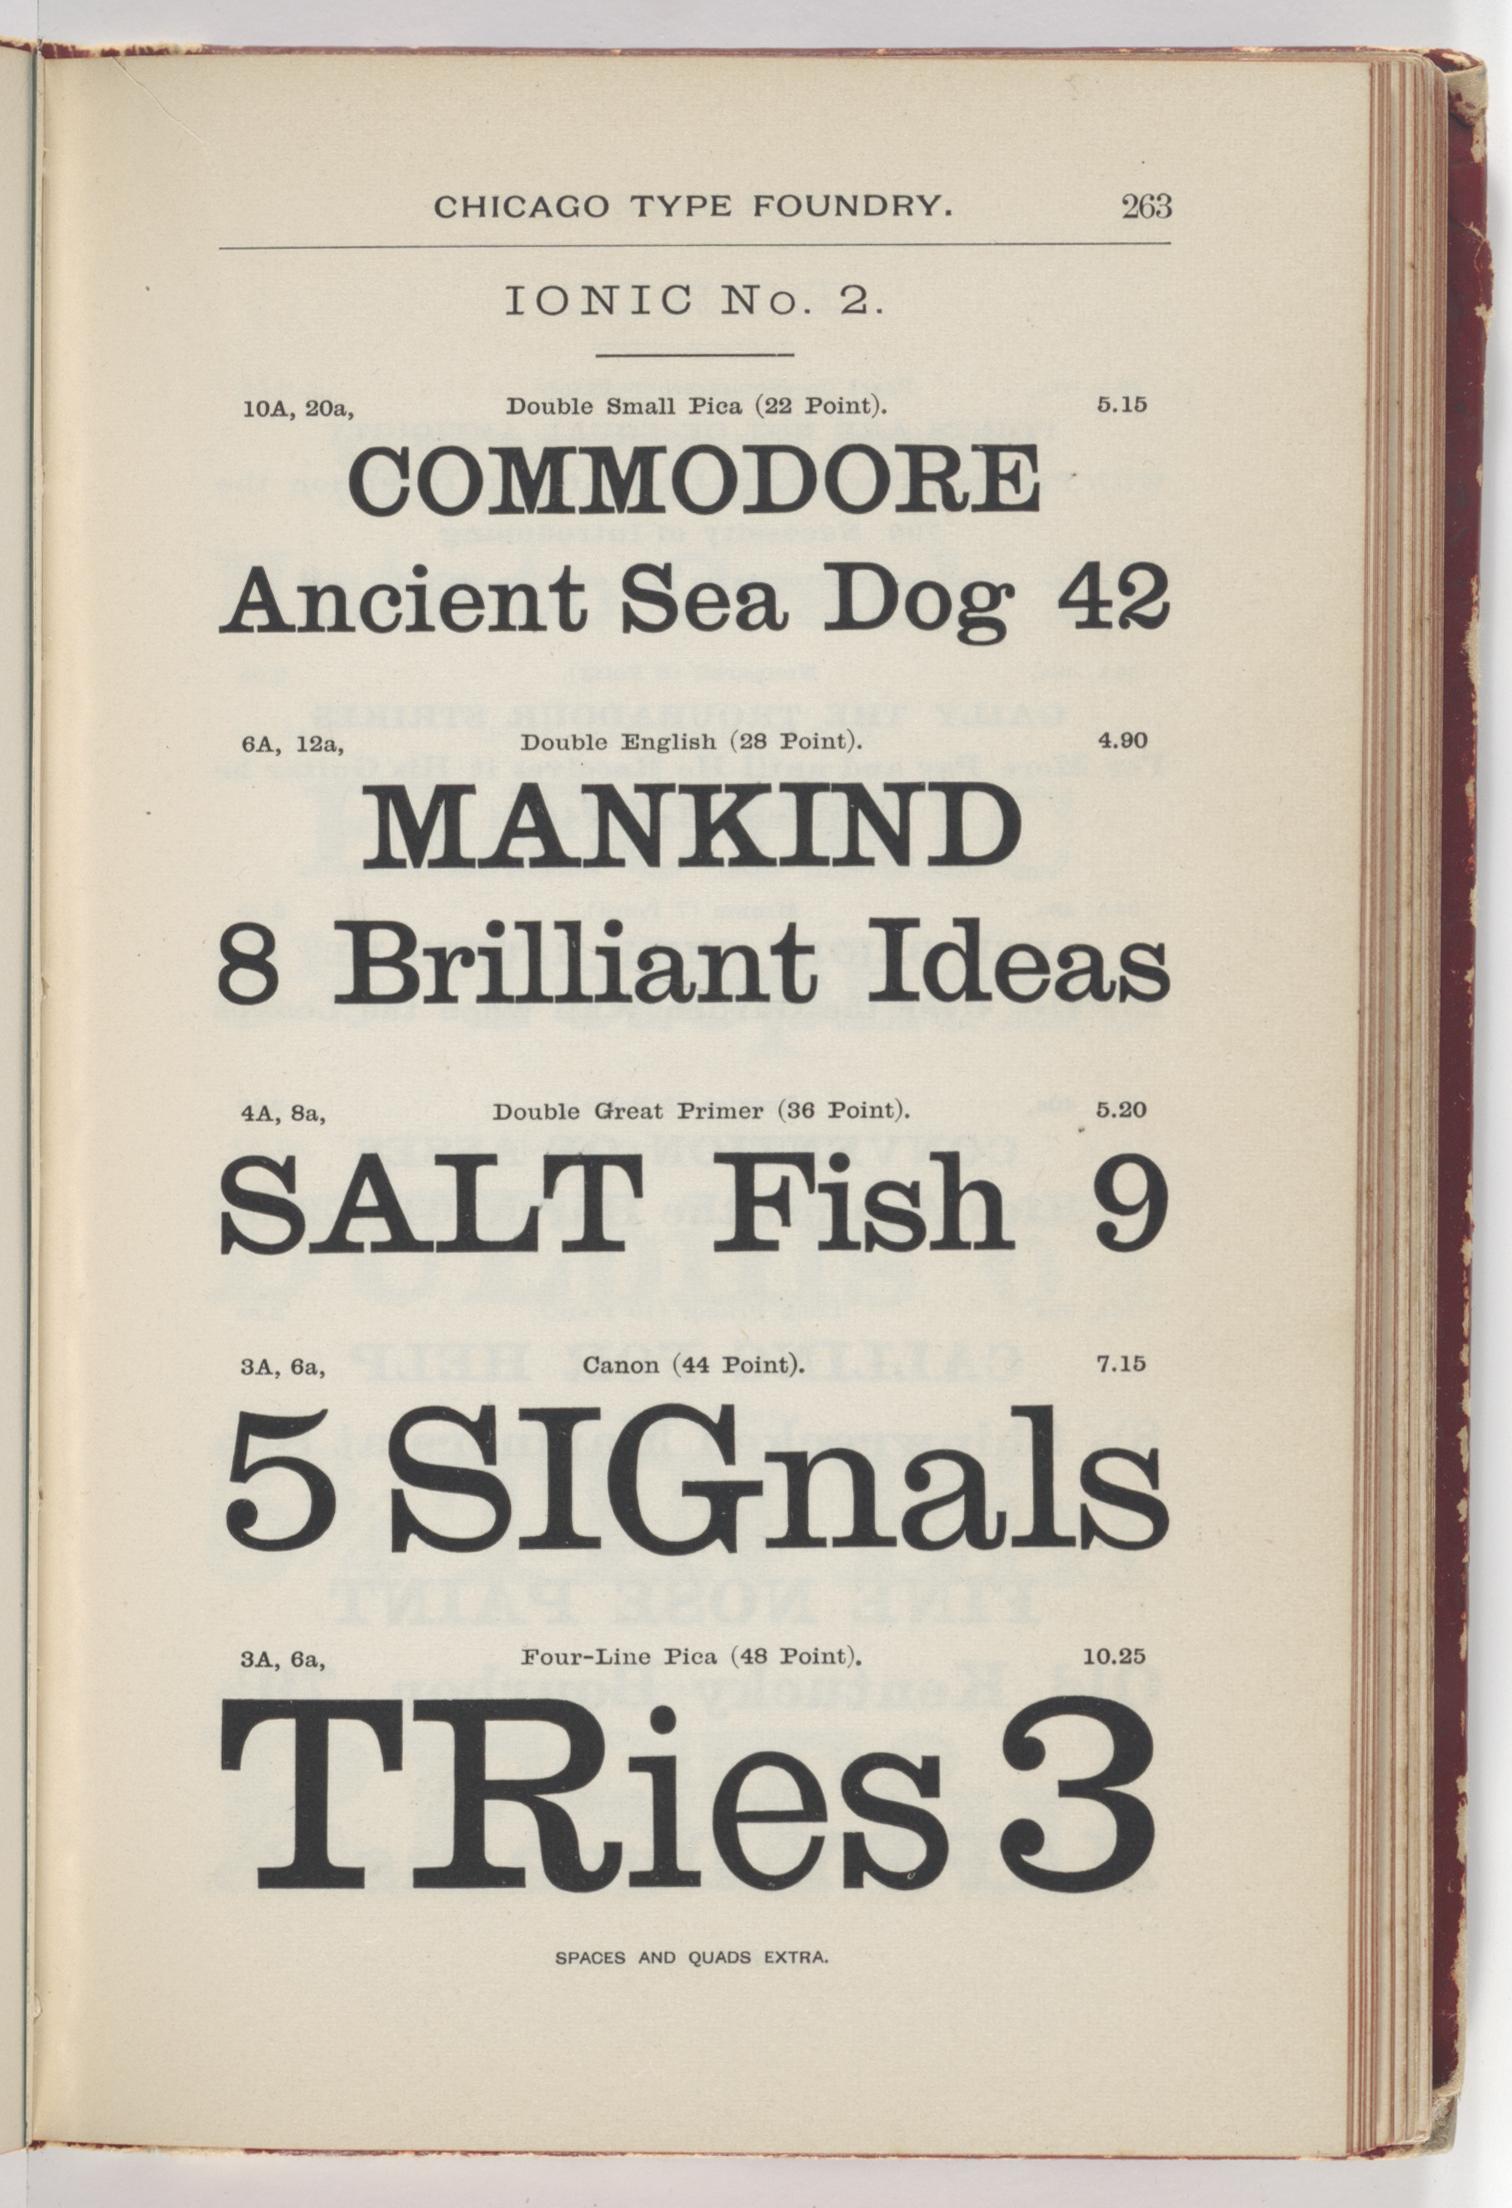 CHICAGO TYPE FOUNDRY. 263
IONIC No. 2.
10A, 20a, Double Small Pica (22 Point). 5.15
COMMODORE
Ancient Sea Dog 42
6A, 12a, Double English (28 Point). 4.90
MANKIND
8 Brilliant Ideas
4A, 8a, Double Great Primer (36 Point). 5.20
SALT Fish 9
3A, 6a, Canon (44 Point). 7.15
5 SIGnals
3A, 6a, Four-Line Pica (48 Point). 10.25
TRies 3
SPACES AND QUADS EXTRA.